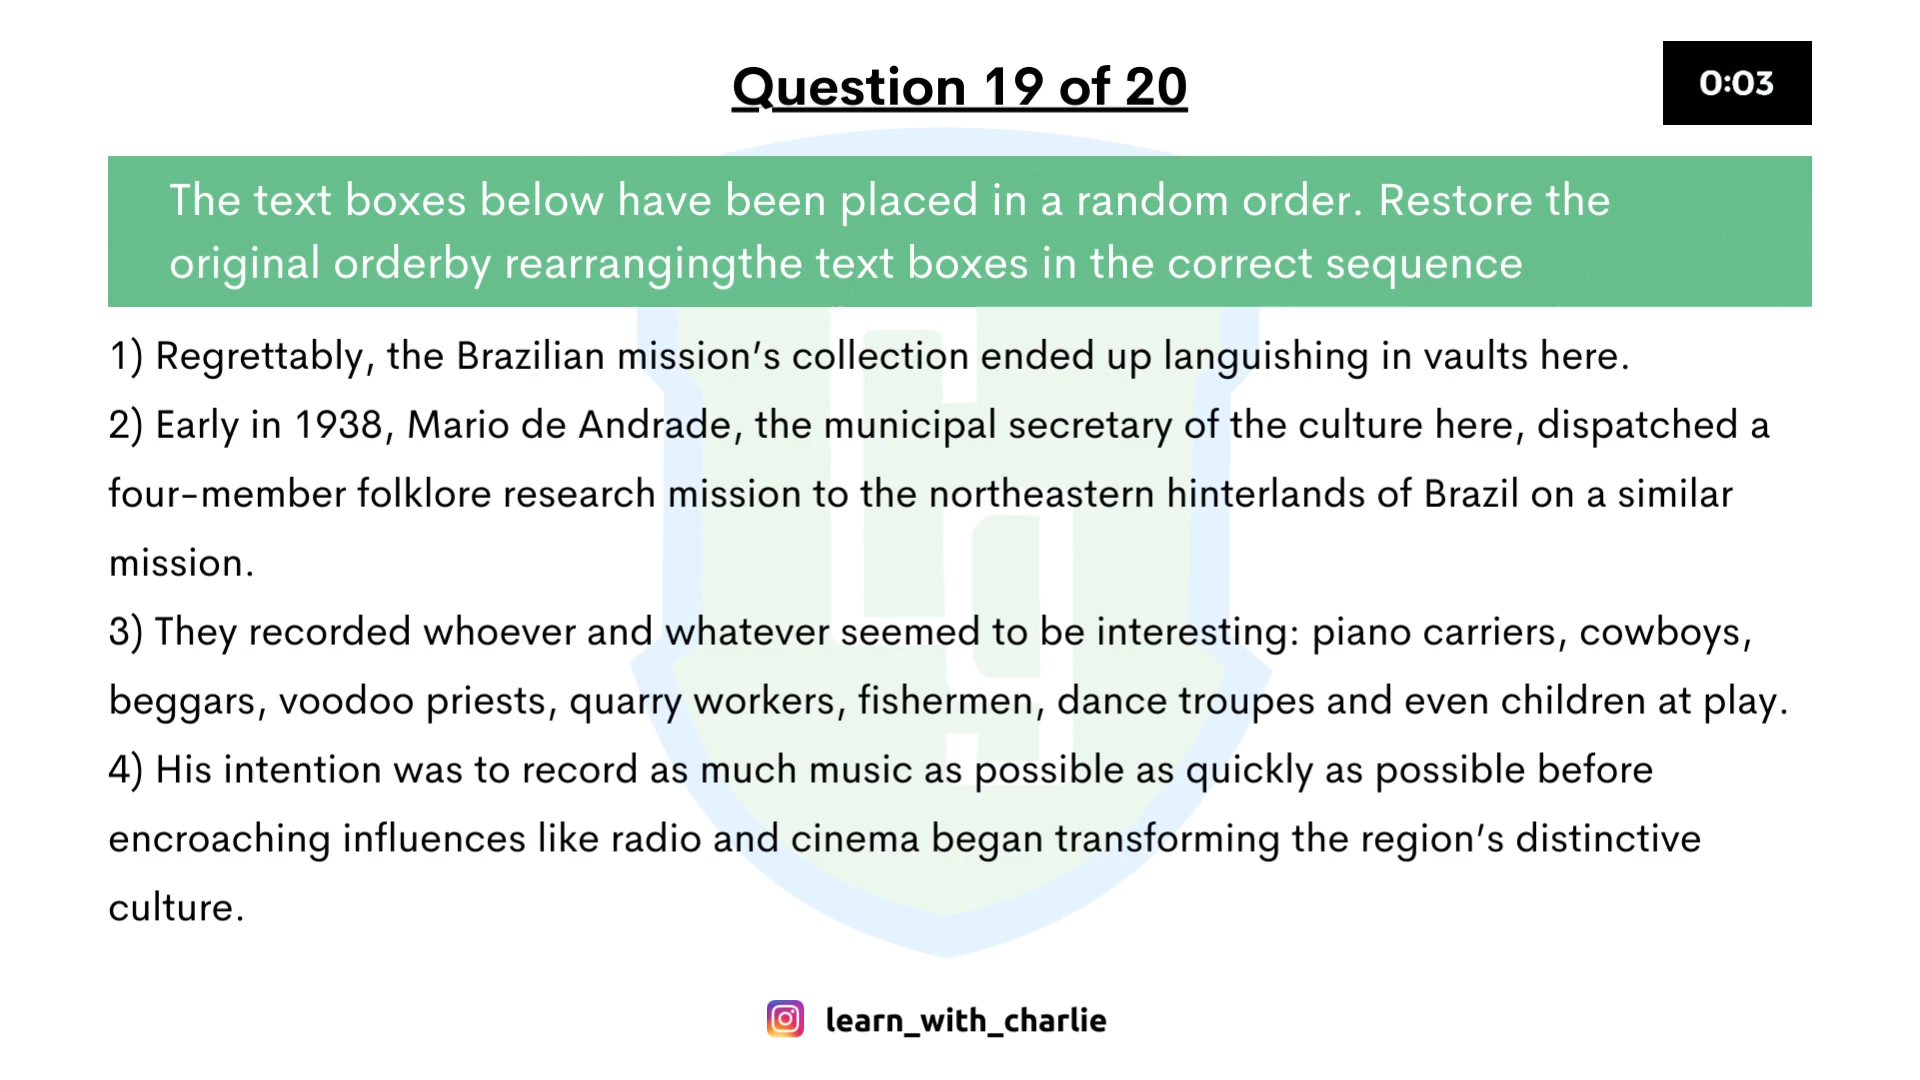 Question 19 of 20
0:03
The text boxes below have been placed in a random order. Restore the
original orderby rearrangingthe text boxes in the correct sequence
1) Regrettably, the Brazilian mission's collection ended up languishing in vaults here.
2) Early in 1938, Mario de Andrade, the municipal secretary of the culture here, dispatched a
four-member folklore research mission to the northeastern hinterlands of Brazil on a similar
mission.
3) They recorded whoever and whatever seemed to be interesting: piano carriers, cowboys,
beggars, voodoo priests, quarry workers, fishermen, dance troupes and even children at play.
4) His intention was to record as much music as possible as quickly as possible before
encroaching influences like radio and cinema began transforming the region's distinctive
culture.
learn_with_charlie